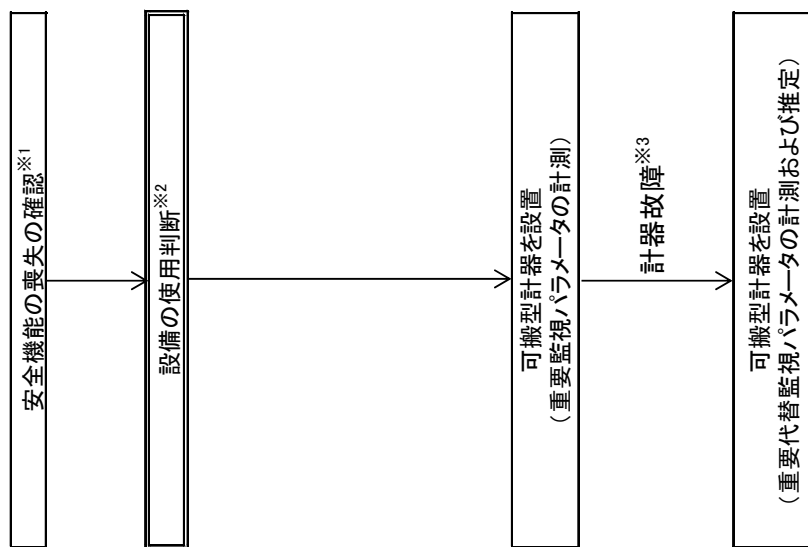 安全機能の喪失の確認※1
設備の使用判断※2
可搬型計器を設置
（重要監視パラメータの計測）
計器故障※3
可搬型計器を設置
（重要代替監視パラメータの計測および推定）